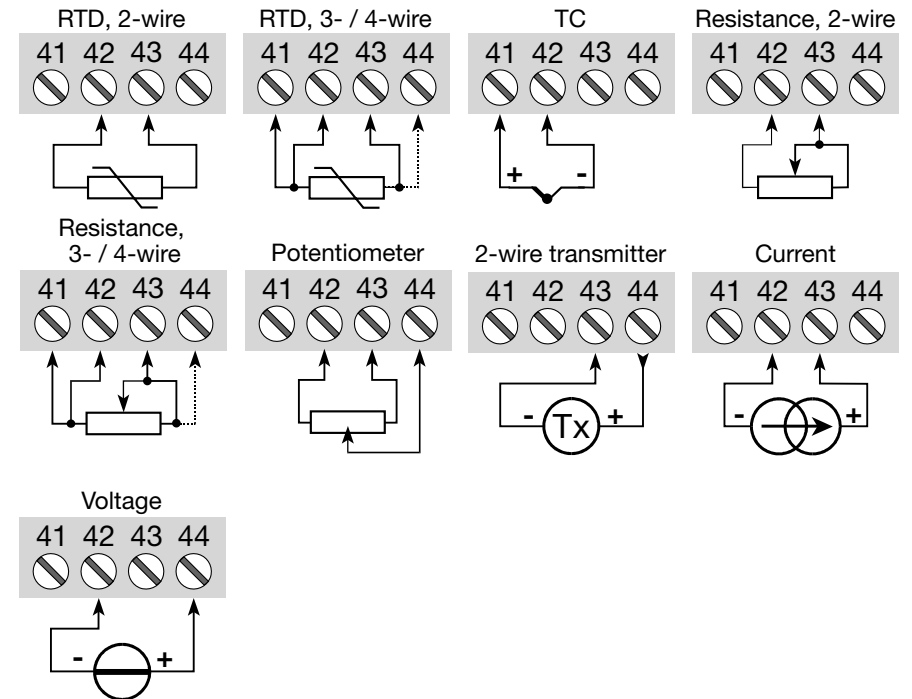 RTD, 2-wire
41 42 43 44
RTD, 3- / 4-wire
41 42 43 44
TC
41 42 43 44
+ -
Resistance, 2-wire
41 42 43 44
Resistance,
3- / 4-wire
41 42 43 44
Potentiometer
41 42 43 44
2-wire transmitter
41 42 43 44
- Tx +
Current
41 42 43 44
- +
Voltage
41 42 43 44
- +